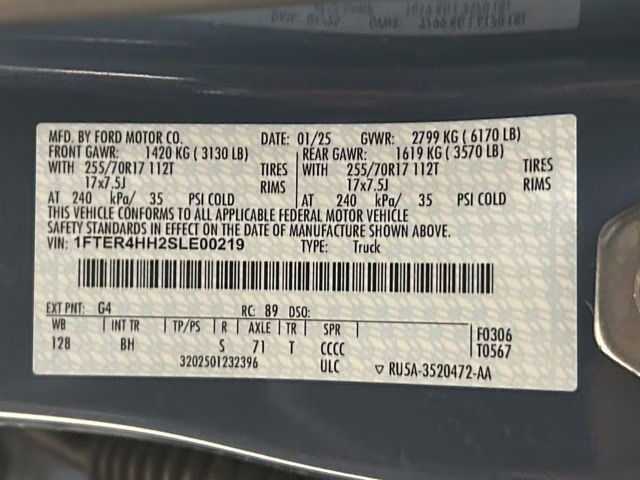 MFD. BY FORD MOTOR CO. DATE: 01/25 GVWR: 2799 KG ( 6170 LB)
FRONT GAWR: 1420 KG ( 3130 LB) REAR GAWR: 1619 KG ( 3570 LB)
WITH 255/70R17 112T TIRES WITH 255/70R17 112T TIRES
17x7.5J RIMS 17x7.5J RIMS
AT 240 kPa/ 35 PSI COLD AT 240 kPa/ 35 PSI COLD
THIS VEHICLE CONFORMS TO ALL APPLICABLE FEDERAL MOTOR VEHICLE
SAFETY STANDARDS IN EFFECT ON THE DATE OF MANUFACTURE SHOWN ABOVE.
VIN: 1FTER4HH2SLE00219 TYPE: Truck
EXT PNT: G4 RC: 89 DSO:
WB INT TR TP/PS R AXLE TR SPR F0306
128 BH S 71 T CCCC T0567
3202501232396 ULC ▽ RU5A-3520472-AA